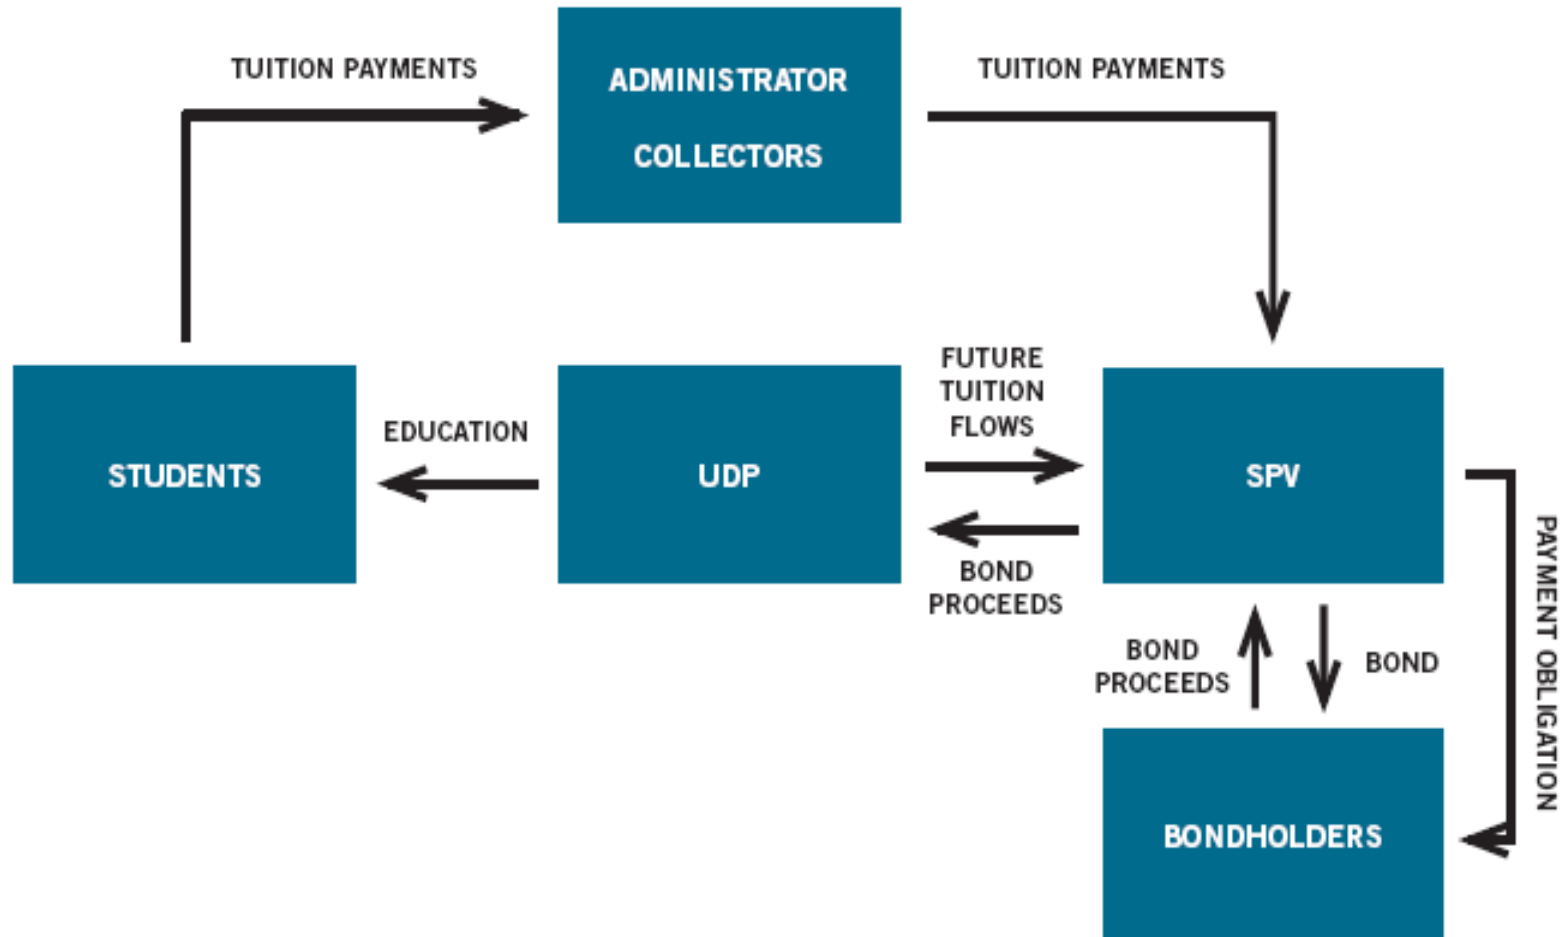 TUITION PAYMENTS
ADMINISTRATOR
COLLECTORS
TUITION PAYMENTS
STUDENTS
EDUCATION
UDP
FUTURE
TUITION
FLOWS
BOND
PROCEEDS
SPV
PAYMENT OBLIGATION
BOND
PROCEEDS
BOND
BONDHOLDERS